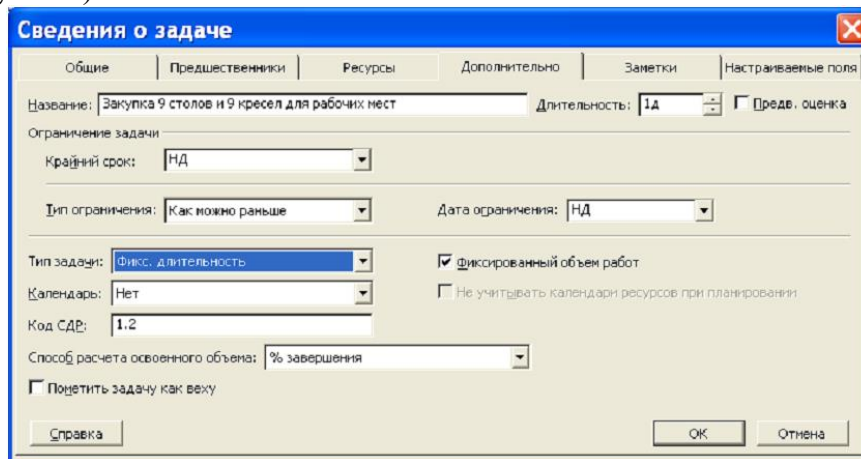 Сведения о задаче
Общие Предшественники Ресурсы Дополнительно Заметки Настраиваемые поля
Название: Закупка 9 столов и 9 кресел для рабочих мест Длительность: 1д Предв. оценка
Ограничение задачи
Крайний срок: НД
Тип ограничения: Как можно раньше Дата ограничения: НД
Тип задачи: Фикс. длительность Фиксированный объем работ
Календарь: Нет Не учитывать календари ресурсов при планировании
Код СДР: 1.2
Способ расчета освоенного объема: % завершения
Пометить задачу как веху
Справка ОК Отмена